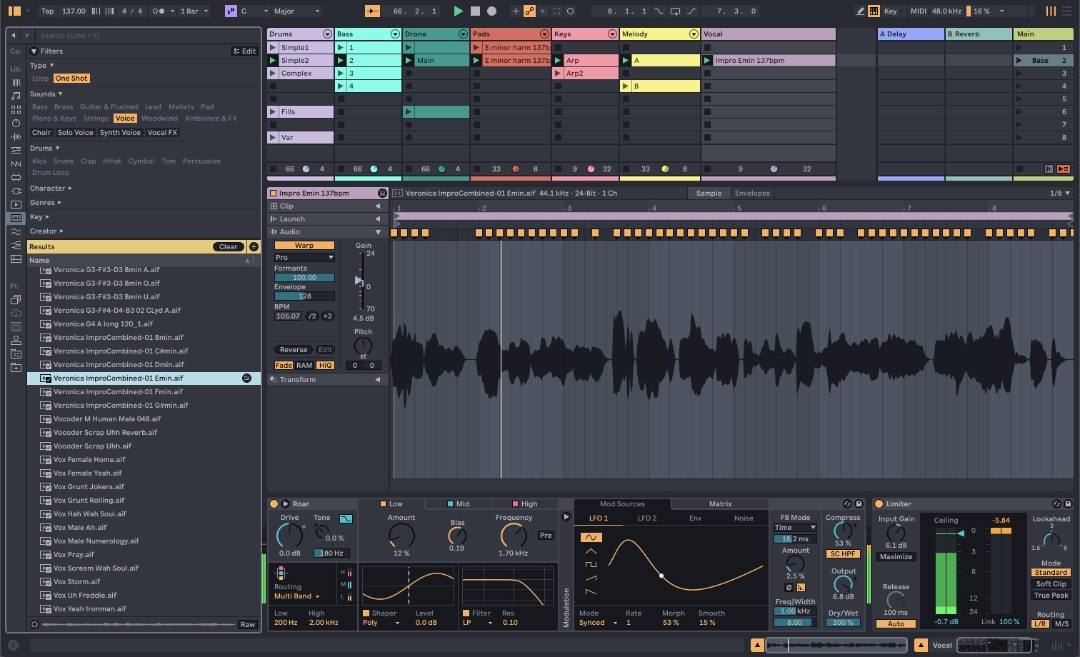 Tap 137.00 4 / 4 1 Bar C Major 66. 2. 1 8. 1. 1 7. 3. 0 Key MIDI 48.0 kHz 16 %
Search (Cmd + F)
Filters Edit
Type
Loop One Shot
Sounds
Bass Brass Guitar & Plucked Lead Mallets Pad
Piano & Keys Strings Voice Woodwind Ambience & FX
Choir Solo Voice Synth Voice Vocal FX
Drums
Kick Snare Clap Hihat Cymbal Tom Percussion
Drum Loop
Character
Genres
Key
Creator
Results Clear
Name
Veronica G3-F#3-D3 Bmin A.aif
Veronica G3-F#3-D3 Bmin O.aif
Veronica G3-F#3-D3 Bmin U.aif
Veronica G3-F#4-D4-B3 02 CLyd A.aif
Veronica G4 A long 120_1.aif
Veronica ImproCombined-01 Bmin.aif
Veronica ImproCombined-01 C#min.aif
Veronica ImproCombined-01 Dmin.aif
Veronica ImproCombined-01 Emin.aif
Veronica ImproCombined-01 Fmin.aif
Veronica ImproCombined-01 G#min.aif
Vocoder M Human Male 048.aif
Vocoder Scrap Uhh Reverb.aif
Vocoder Scrap Uhh.aif
Vox Female Home.aif
Vox Female Yeah.aif
Vox Grunt Jokers.aif
Vox Grunt Rolling.aif
Vox Hah Wah Soul.aif
Vox Male Ah.aif
Vox Male Numerology.aif
Vox Pray.aif
Vox Scream Wah Soul.aif
Vox Storm.aif
Vox Uh Freddie.aif
Vox Yeah Ironman.aif
Raw
Co.
Lib.
Pl.
Drums Bass Drone Pads Keys Melody Vocal A Delay B Reverb Main
Simple1 1 E minor harm 137b 1
Simple2 2 Main E minor harm 137b Arp A Impro Emin 137bpm Base 2
Complex 3 Arp2 3
4 B 4
5
Fills 6
7
Var 8
66 4 66 4 66 4 33 8 9 32 33 8 9 32
Impro Emin 137bpm Veronica ImproCombined-01 Emin.aif 44.1 kHz - 24-Bit - 1 Ch Sample Envelopes 1/8
Clip
Launch
Audio
1 2 3 4 5 6 7 8
Warp Gain
Pro 24
Formants
100.00 0
Envelope
128
BPM 70
105.07 /2 ×2 4.5 dB
Pitch
Reverse Edit st
Fade RAM HiQ 0 0
Transform
Roar Low Mid High Mod Sources Matrix Limiter
Drive Tone Amount Bias Frequency LFO 1 LFO 2 Env Noise FB Mode Compress Input Gain Ceiling -5.84 Lookahead
0.0 % Pre Time 53 % 3
0.0 dB 180 Hz 12 % 0.19 1.70 kHz 16.2 ms SC HPF 6.1 dB 1.5 6
Amount Maximize Mode
Standard
Routing 2.5 % Output Release Soft Clip
Multi Band True Peak
H
M
L
6.8 dB 100 ms
Low High Shaper Level Filter Res Mode Rate Morph Smooth Freq|Width Dry/Wet Routing
200 Hz 2.00 kHz Poly 0.0 dB LP 0.10 Synced 1 53 % 15 % 1.00 kHz 8.00 100 % Auto -0.7 dB Link 100 % L/R M/S
0
3
6
12
24
Modulation
Vocal